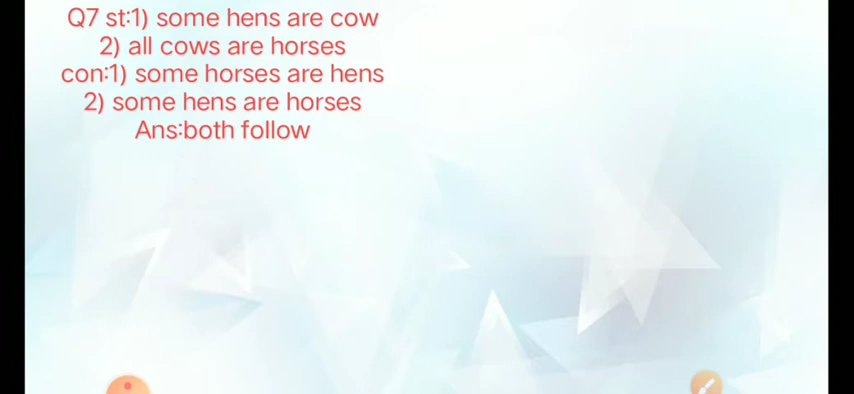 Q7 st:1) some hens are cow
2) all cows are horses
con:1) some horses are hens
2) some hens are horses
Ans:both follow